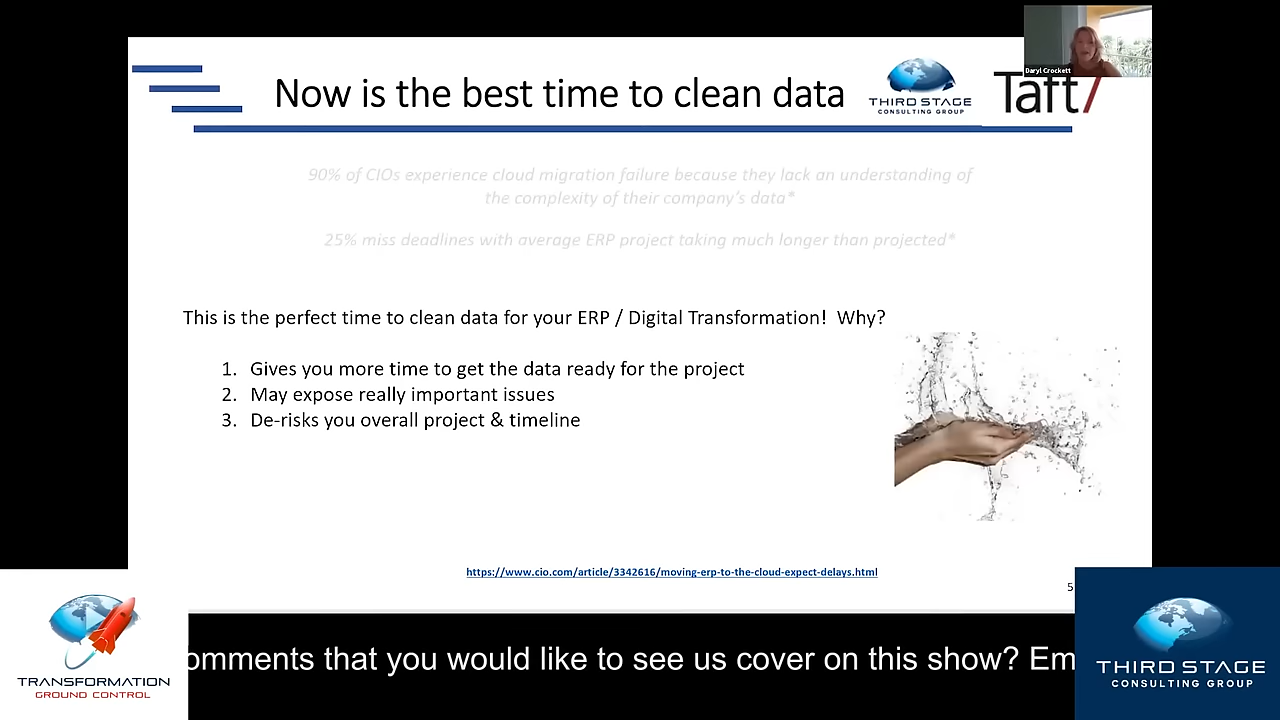 Daryl Crockett
Now is the best time to clean data
THIRD STAGE
CONSULTING GROUP
Taft7
90% of CIOs experience cloud migration failure because they lack an understanding of
the complexity of their company's data*
25% miss deadlines with average ERP project taking much longer than projected*
This is the perfect time to clean data for your ERP / Digital Transformation! Why?
1. Gives you more time to get the data ready for the project
2. May expose really important issues
3. De-risks you overall project & timeline
https://www.cio.com/article/3342616/moving-erp-to-the-cloud-expect-delays.html
5
TRANSFORMATION
GROUND CONTROL
omments that you would like to see us cover on this show? Em
THIRD STAGE
CONSULTING GROUP